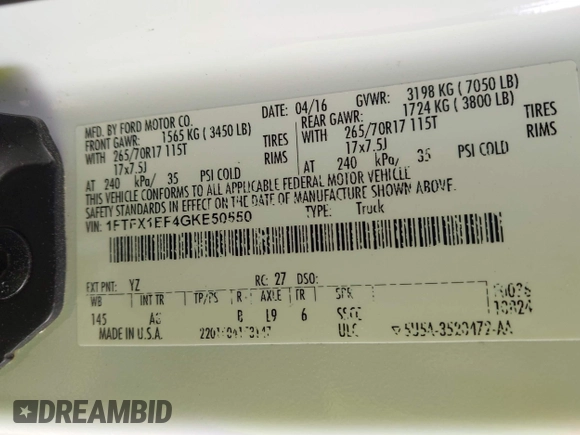 MFD. BY FORD MOTOR CO.
04/16 GVWR: 3198 KG ( 7050 LB)
FRONT GAWR: 1565 KG ( 3450 LB) REAR GAWR: 1724 KG ( 3800 LB)
WITH 265/70R17 115T TIRES 265/70R17 115T TIRES
17x7.5J RIMS 17x7.5J RIMS
AT 240 kPa/ 35 PSI COLD AT 240 kPa/ 35 PSI COLD
THIS VEHICLE CONFORMS TO ALL APPLICABLE FEDERAL MOTOR VEHICLE
SAFETY STANDARDS IN EFFECT ON THE DATE OF MANUFACTURE SHOWN ABOVE.
VIN: 1FTFX1EF4GKE50650
TYPE: Truck
EXT PNT: YZ RC: 27 DSO:
WB INT TR TP/PS R AXLE TR SPR
145 B L9 6
MADE IN U.S.A.
DREAMBID